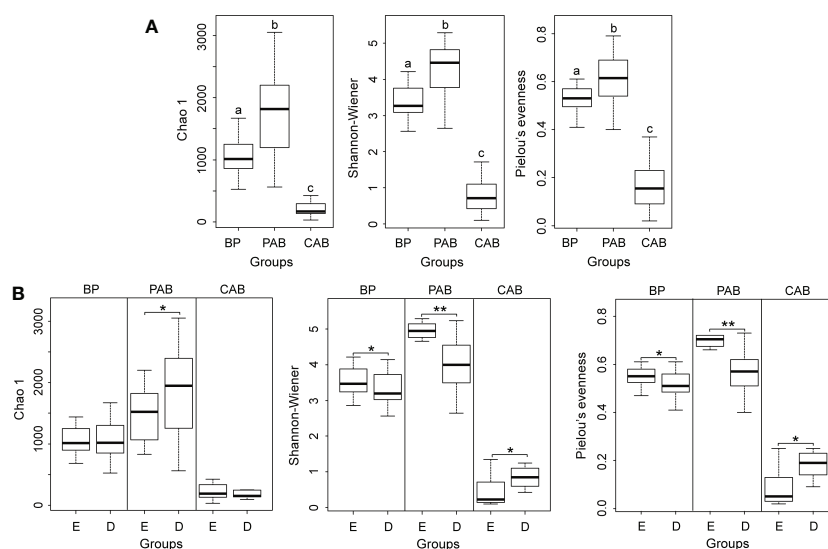 A
Chao 1
3000
2000
1000
0
a
b
c
BP
PAB
CAB
Groups
Shannon-Wiener
5
4
3
2
1
0
a
b
c
BP
PAB
CAB
Groups
Pielou's evenness
0.8
0.6
0.4
0.2
0.0
a
b
c
BP
PAB
CAB
Groups
B
BP
PAB
CAB
Chao 1
3000
2000
1000
0
*
E
D
E
D
E
D
Groups
BP
PAB
CAB
Shannon-Wiener
5
4
3
2
1
0
*
**
*
E
D
E
D
E
D
Groups
BP
PAB
CAB
Pielou's evenness
0.8
0.6
0.4
0.2
0.0
*
**
*
E
D
E
D
E
D
Groups